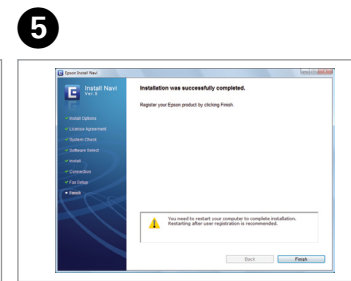 5
Epson Install Navi
Install Navi
Ver. 5
Install Options
License Agreement
System Check
Software Select
Install
Connection
Fax Setup
Finish
Installation was successfully completed.
Register your Epson product by clicking Finish.
You need to restart your computer to complete installation.
Restarting after user registration is recommended.
Back
Finish